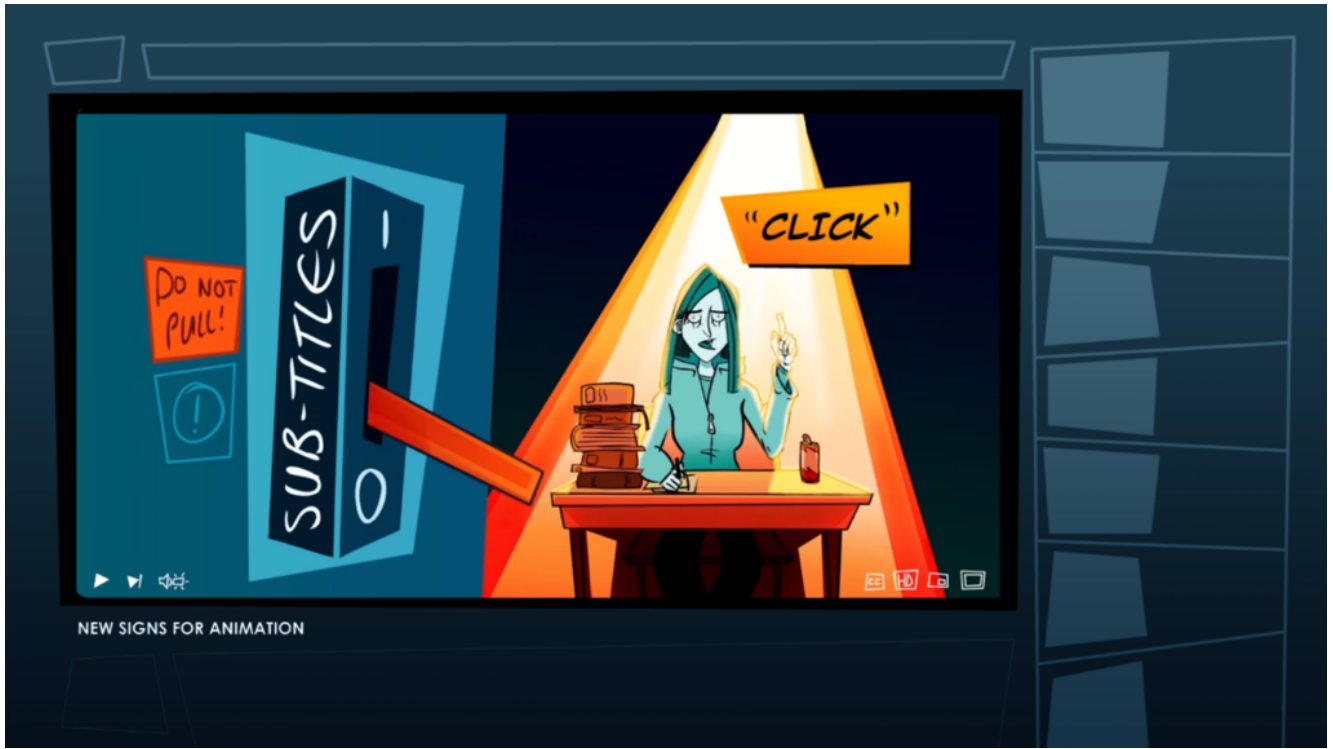 "CLICK"
DO NOT
PULL!
SUB-TITLES
I
O
CC HD
NEW SIGNS FOR ANIMATION